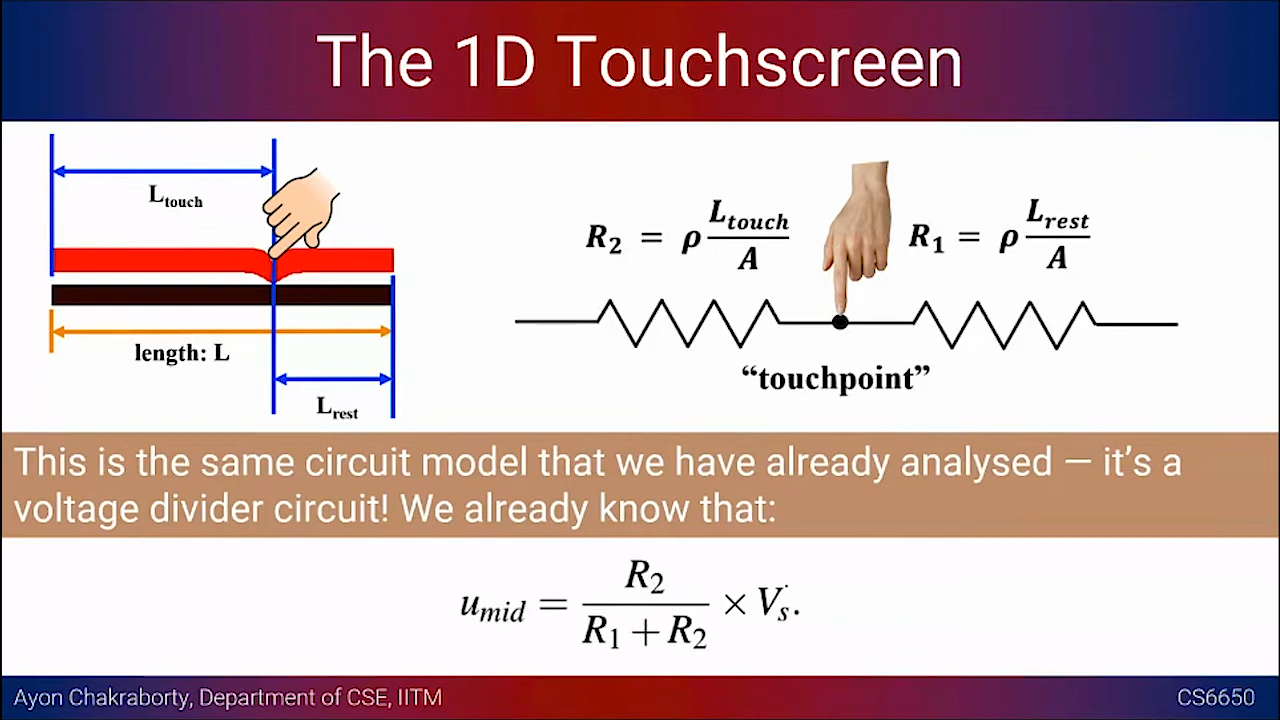 The 1D Touchscreen
L_touch
length: L
L_rest
R_2 = ρ L_touch / A
R_1 = ρ L_rest / A
“touchpoint”
This is the same circuit model that we have already analysed — it’s a
voltage divider circuit! We already know that:
u_mid = R_2 / (R_1 + R_2) × V_s.
Ayon Chakraborty, Department of CSE, IITM
CS6650